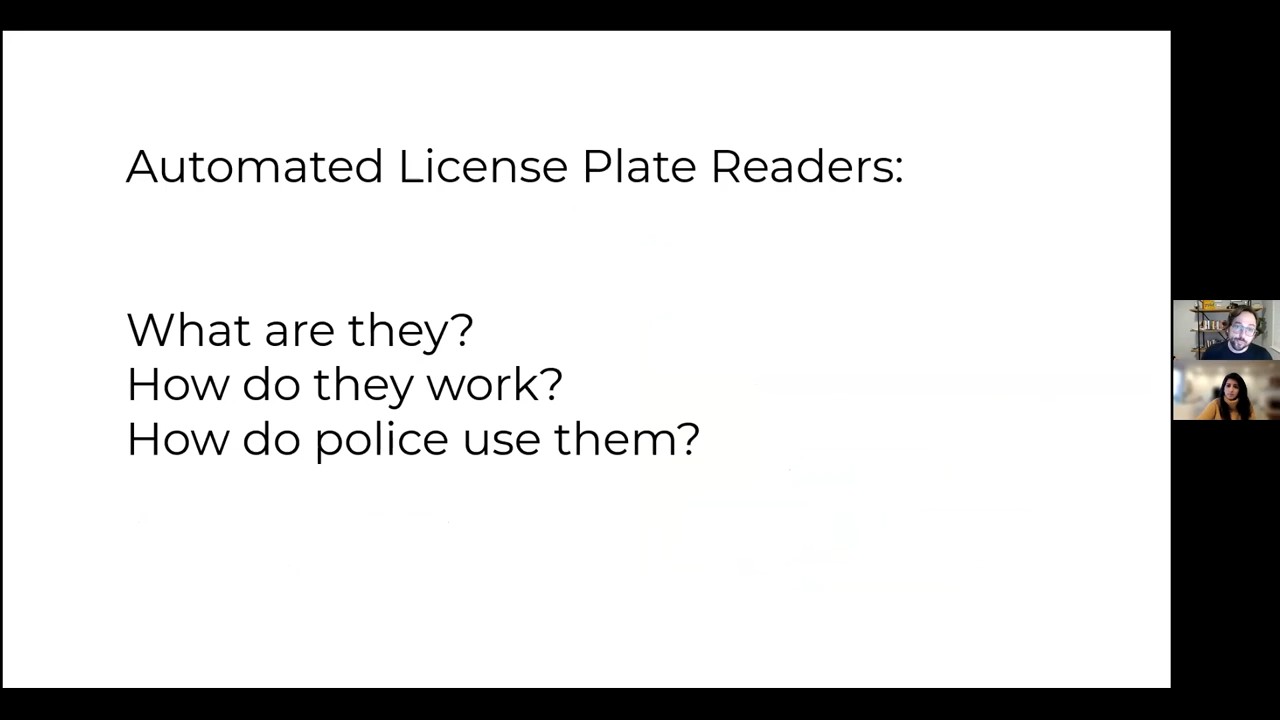 Automated License Plate Readers:
What are they?
How do they work?
How do police use them?